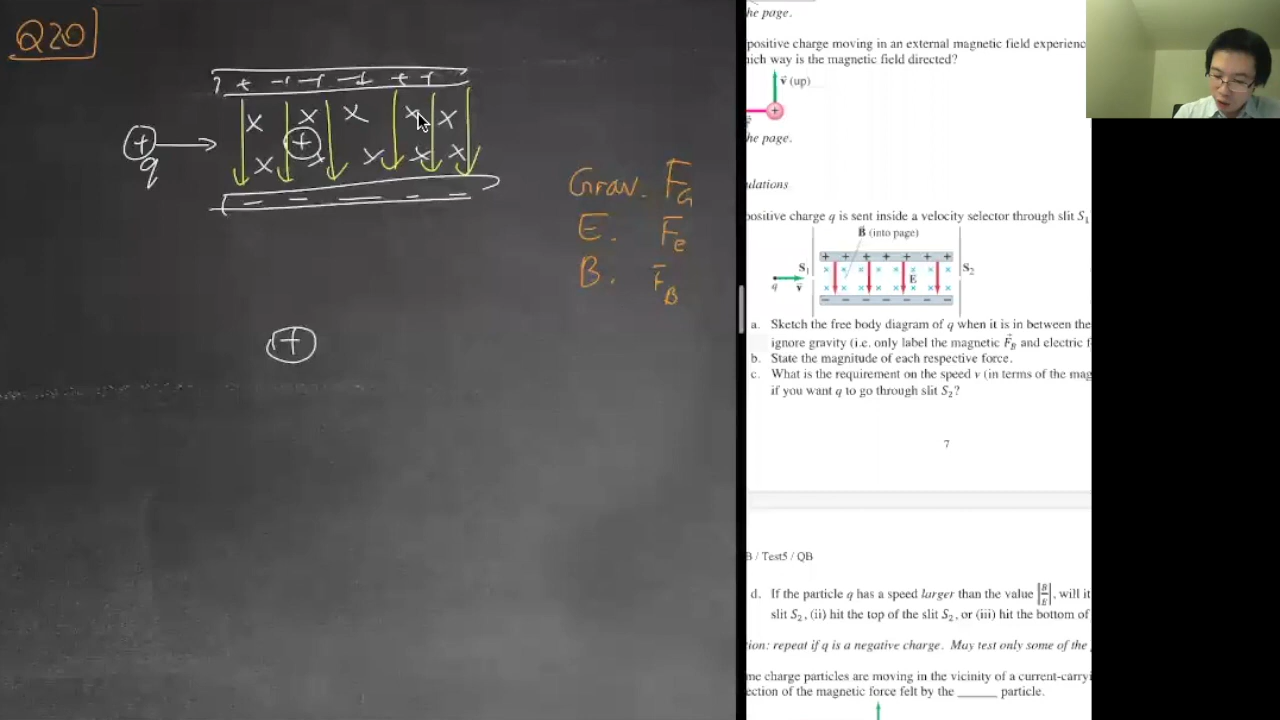 Q20
+ + + + + +
x x x x x
+
q
x x x x x
- - - - - -
Grav. F_G
E. F_e
B. F_B
+
he page.
positive charge moving in an external magnetic field experienc
hich way is the magnetic field directed?
v (up)
+
he page.
ulations
positive charge q is sent inside a velocity selector through slit S1
B (into page)
+ + + + + + +
S1
S2
E
q
v
a. Sketch the free body diagram of q when it is in between the
ignore gravity (i.e. only label the magnetic F_B and electric f
b. State the magnitude of each respective force.
c. What is the requirement on the speed v (in terms of the mag
if you want q to go through slit S2?
7
B / Test5 / QB
d. If the particle q has a speed larger than the value |B/E|, will it
slit S2, (ii) hit the top of the slit S2, or (iii) hit the bottom of
ion: repeat if q is a negative charge. May test only some of the
me charge particles are moving in the vicinity of a current-carryi
ection of the magnetic force felt by the ______ particle.